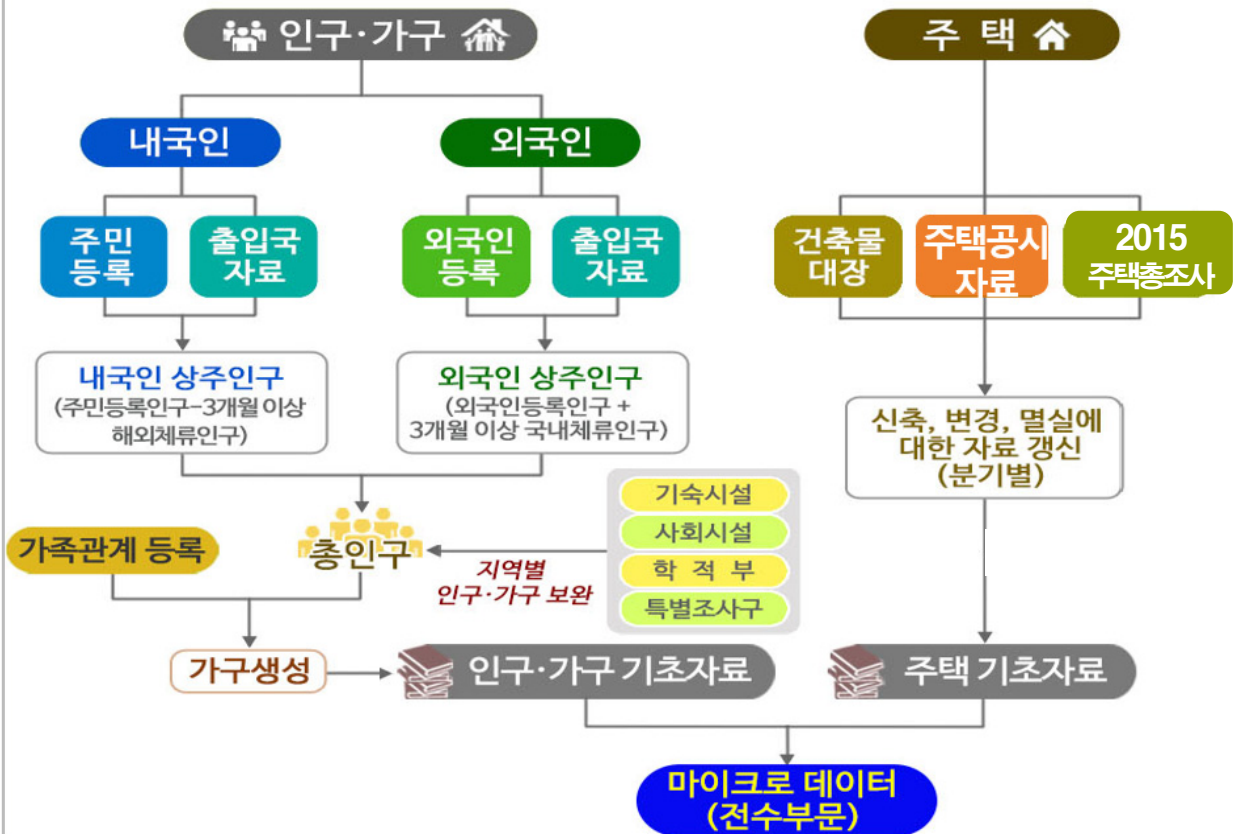 인구·가구
주 택
내국인
외국인
주민
등록
출입국
자료
외국인
등록
출입국
자료
건축물
대장
주택공시
자료
2015
주택총조사
내국인 상주인구
(주민등록인구-3개월 이상
해외체류인구)
외국인 상주인구
(외국인등록인구 +
3개월 이상 국내체류인구)
신축, 변경, 멸실에
대한 자료 갱신
(분기별)
기숙시설
사회시설
학 적 부
특별조사구
가족관계 등록
총인구
지역별
인구·가구 보완
가구생성
인구·가구 기초자료
주택 기초자료
마이크로 데이터
(전수부문)